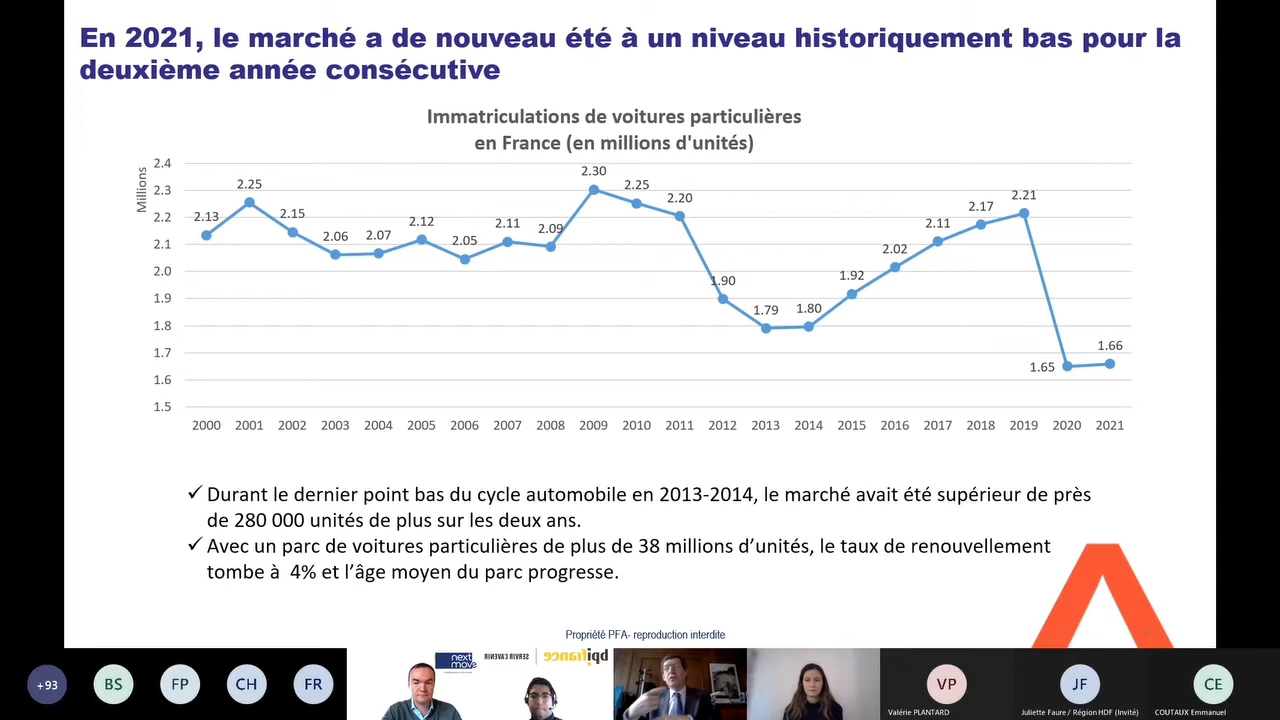 En 2021, le marché a de nouveau été à un niveau historiquement bas pour la
deuxième année consécutive
Immatriculations de voitures particulières
en France (en millions d'unités)
Millions
2.4
2.3
2.2
2.1
2.0
1.9
1.8
1.7
1.6
1.5
2.13
2.25
2.15
2.06
2.07
2.12
2.05
2.11
2.09
2.30
2.25
2.20
1.90
1.79
1.80
1.92
2.02
2.11
2.17
2.21
1.65
1.66
2000 2001 2002 2003 2004 2005 2006 2007 2008 2009 2010 2011 2012 2013 2014 2015 2016 2017 2018 2019 2020 2021
✓ Durant le dernier point bas du cycle automobile en 2013-2014, le marché avait été supérieur de près
de 280 000 unités de plus sur les deux ans.
✓ Avec un parc de voitures particulières de plus de 38 millions d’unités, le taux de renouvellement
tombe à 4% et l’âge moyen du parc progresse.
Propriété PFA- reproduction interdite
+93
BS
FP
CH
FR
next
move
SERVIR L'AVENIR
bpifrance
VP
Valérie PLANTARD
JF
Juliette Faure / Région HDF (Invité)
CE
COUTAUX Emmanuel